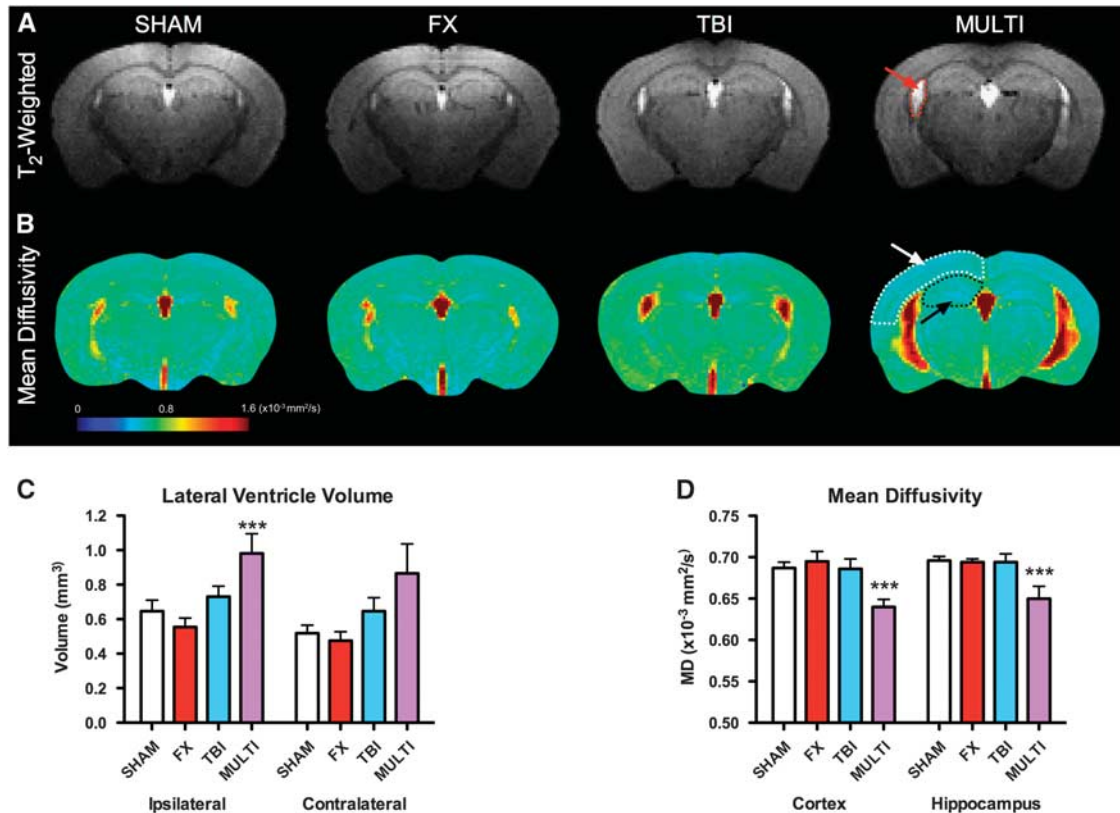 A
SHAM FX TBI MULTI
T₂-Weighted
B
Mean Diffusivity
0 0.8 1.6 (x10⁻³ mm²/s)
C
Lateral Ventricle Volume
Volume (mm³)
1.2
1.0
0.8
0.6
0.4
0.2
0.0
***
SHAM FX TBI MULTI SHAM FX TBI MULTI
Ipsilateral Contralateral
D
Mean Diffusivity
MD (x10⁻³ mm²/s)
0.75
0.70
0.65
0.60
0.55
0.50
*** ***
SHAM FX TBI MULTI SHAM FX TBI MULTI
Cortex Hippocampus